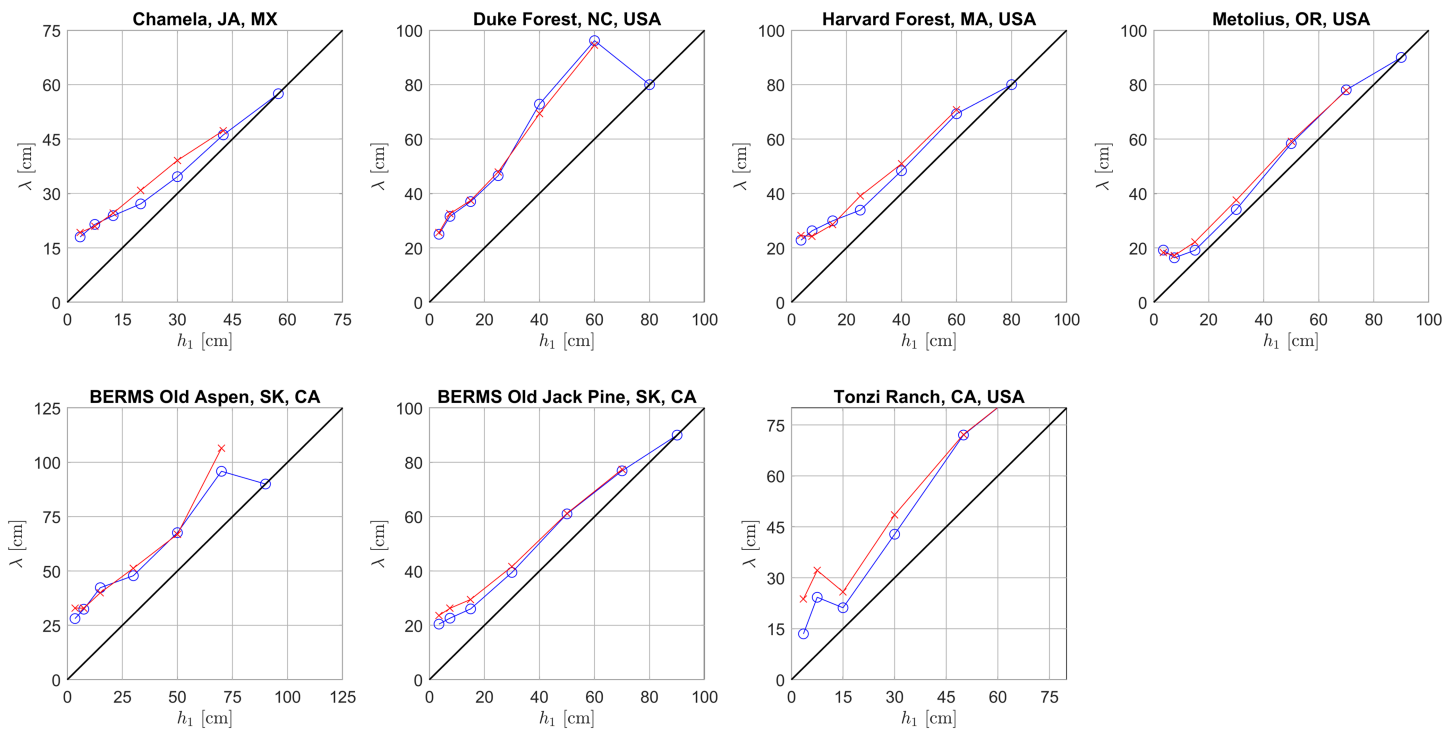 Chamela, JA, MX
75
60
45
30
15
0
λ [cm]
0 15 30 45 60 75
h₁ [cm]
Duke Forest, NC, USA
100
80
60
40
20
0
λ [cm]
0 20 40 60 80 100
h₁ [cm]
Harvard Forest, MA, USA
100
80
60
40
20
0
λ [cm]
0 20 40 60 80 100
h₁ [cm]
Metolius, OR, USA
100
80
60
40
20
0
λ [cm]
0 20 40 60 80 100
h₁ [cm]
BERMS Old Aspen, SK, CA
125
100
75
50
25
0
λ [cm]
0 25 50 75 100 125
h₁ [cm]
BERMS Old Jack Pine, SK, CA
100
80
60
40
20
0
λ [cm]
0 20 40 60 80 100
h₁ [cm]
Tonzi Ranch, CA, USA
75
60
45
30
15
0
λ [cm]
0 15 30 45 60 75
h₁ [cm]